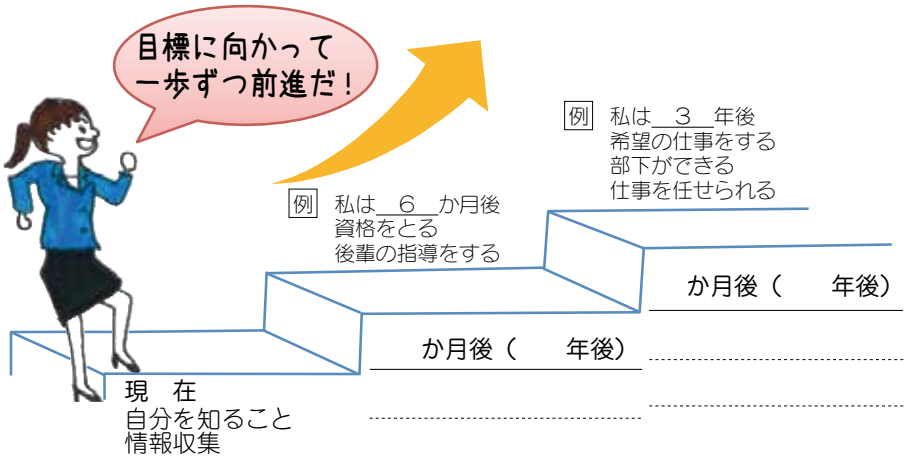 目標に向かって
一歩ずつ前進だ！
例 私は 3 年後
希望の仕事をする
部下ができる
仕事を任せられる
例 私は 6 か月後
資格をとる
後輩の指導をする
か月後（　　年後）
か月後（　　年後）
現　在
自分を知ること
情報収集